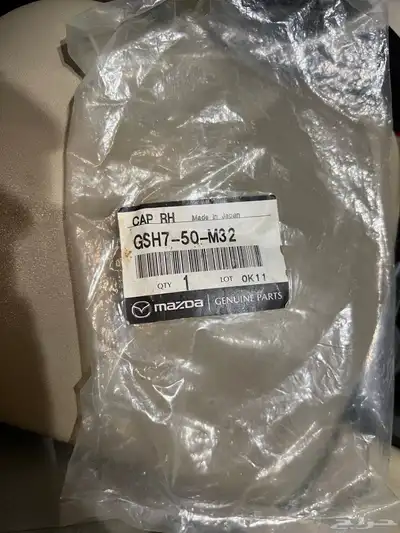 CAP RH Made in Japan
GSH7-50-M32
QTY 1 LOT 0K11
mazda GENUINE PARTS
حراج